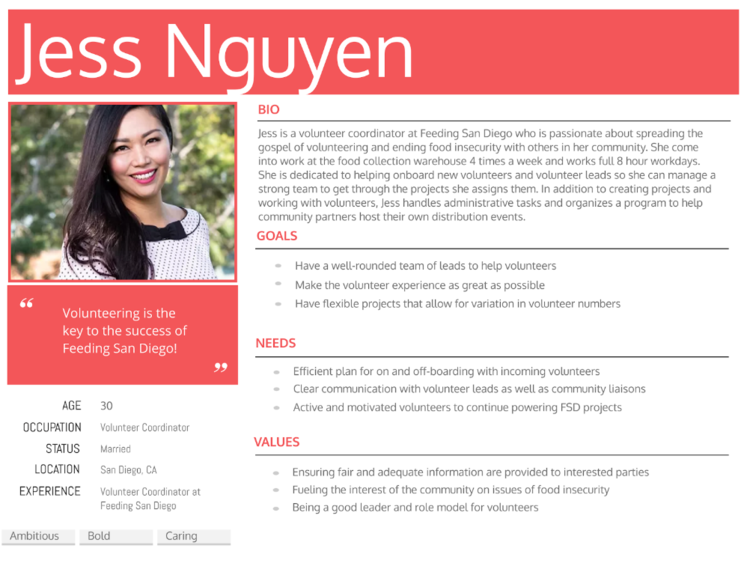 Jess Nguyen
BIO
Jess is a volunteer coordinator at Feeding San Diego who is passionate about spreading the
gospel of volunteering and ending food insecurity with others in her community. She come
into work at the food collection warehouse 4 times a week and works full 8 hour workdays.
She is dedicated to helping onboard new volunteers and volunteer leads so she can manage a
strong team to get through the projects she assigns them. In addition to creating projects and
working with volunteers, Jess handles administrative tasks and organizes a program to help
community partners host their own distribution events.
GOALS
Have a well-rounded team of leads to help volunteers
Make the volunteer experience as great as possible
Have flexible projects that allow for variation in volunteer numbers
“
Volunteering is the
key to the success of
Feeding San Diego!
”
NEEDS
Efficient plan for on and off-boarding with incoming volunteers
Clear communication with volunteer leads as well as community liaisons
Active and motivated volunteers to continue powering FSD projects
AGE 30
OCCUPATION Volunteer Coordinator
STATUS Married
LOCATION San Diego, CA
EXPERIENCE Volunteer Coordinator at
Feeding San Diego
VALUES
Ensuring fair and adequate information are provided to interested parties
Fueling the interest of the community on issues of food insecurity
Being a good leader and role model for volunteers
Ambitious Bold Caring